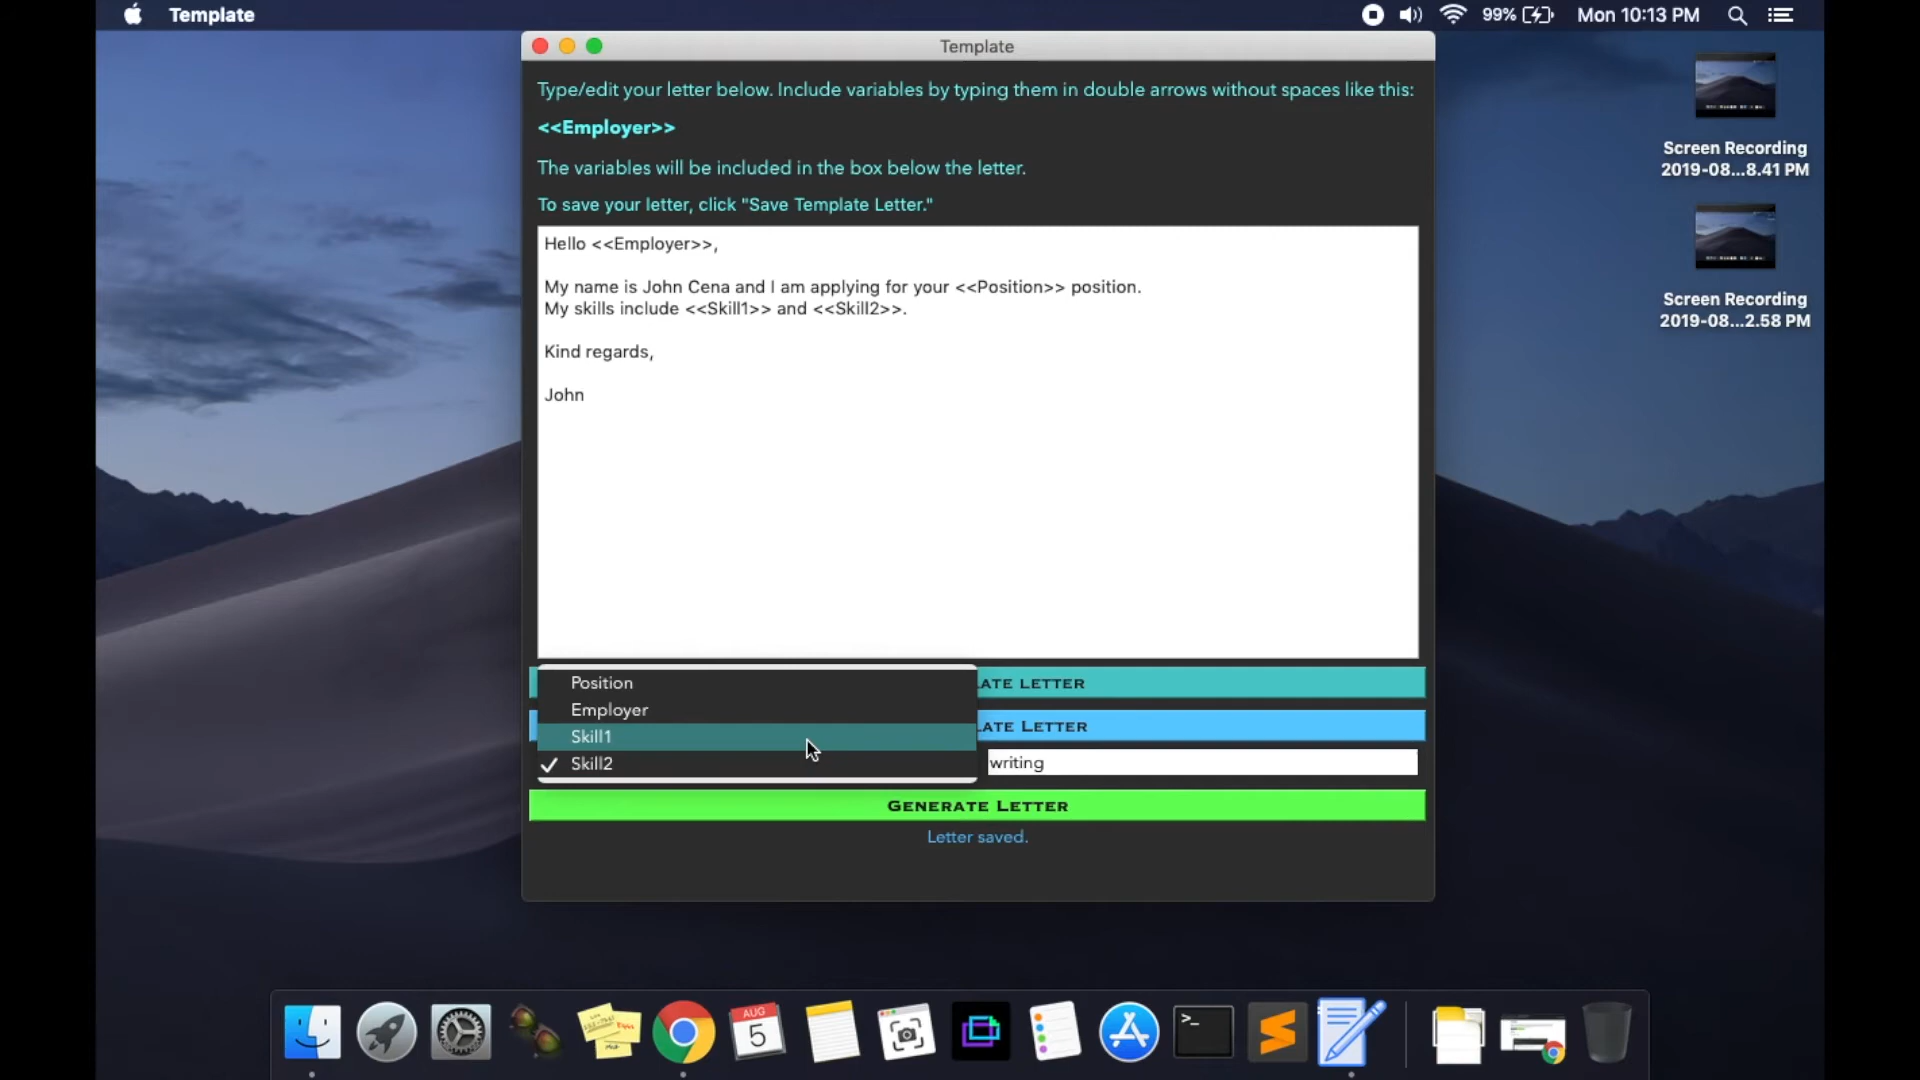 Template
99%
Mon 10:13 PM
Template
Type/edit your letter below. Include variables by typing them in double arrows without spaces like this:
<<Employer>>
The variables will be included in the box below the letter.
To save your letter, click "Save Template Letter."
Hello <<Employer>>,
My name is John Cena and I am applying for your <<Position>> position.
My skills include <<Skill1>> and <<Skill2>>.
Kind regards,
John
Screen Recording
2019-08...8.41 PM
Screen Recording
2019-08...2.58 PM
Position
ATE LETTER
Employer
LATE LETTER
Skill1
Skill2
writing
GENERATE LETTER
Letter saved.
AUG
5
>_